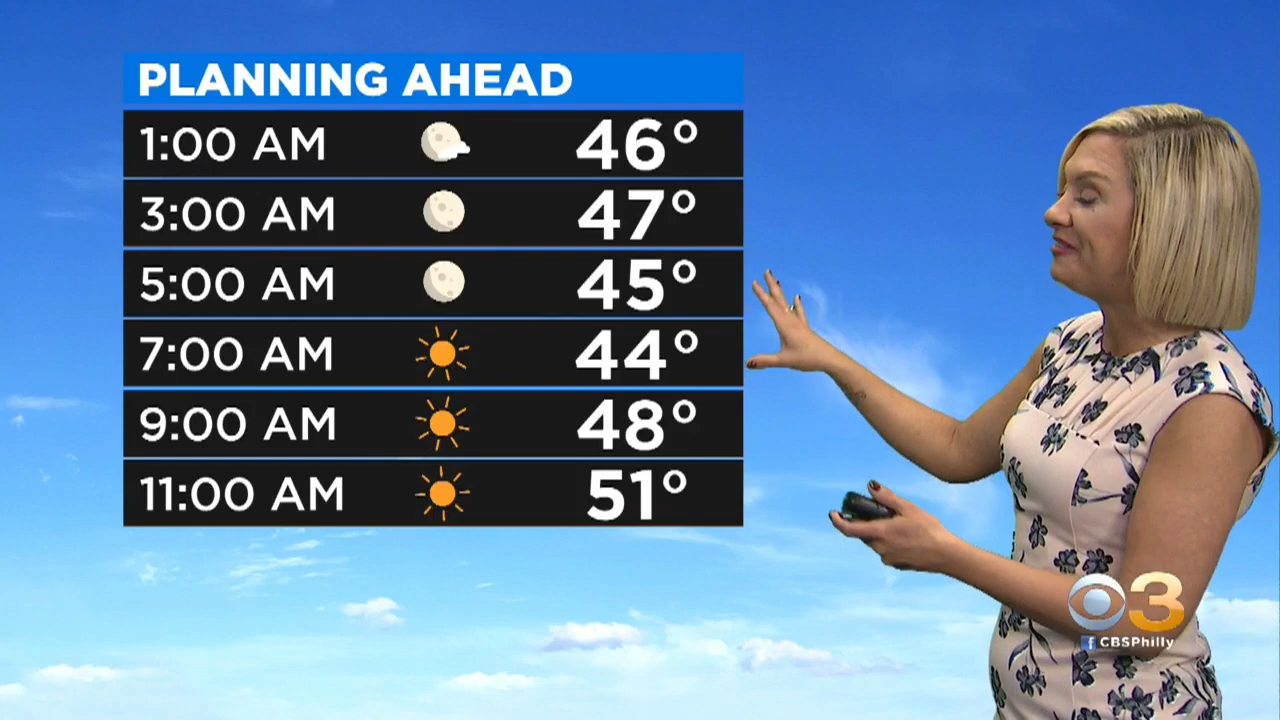 PLANNING AHEAD
1:00 AM 46°
3:00 AM 47°
5:00 AM 45°
7:00 AM 44°
9:00 AM 48°
11:00 AM 51°
3
f CBSPhilly